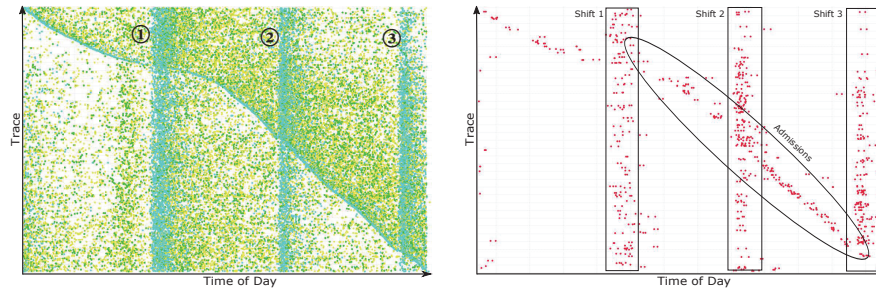 ① ② ③
Trace
Time of Day
Shift 1 Shift 2 Shift 3
Admissions
Trace
Time of Day